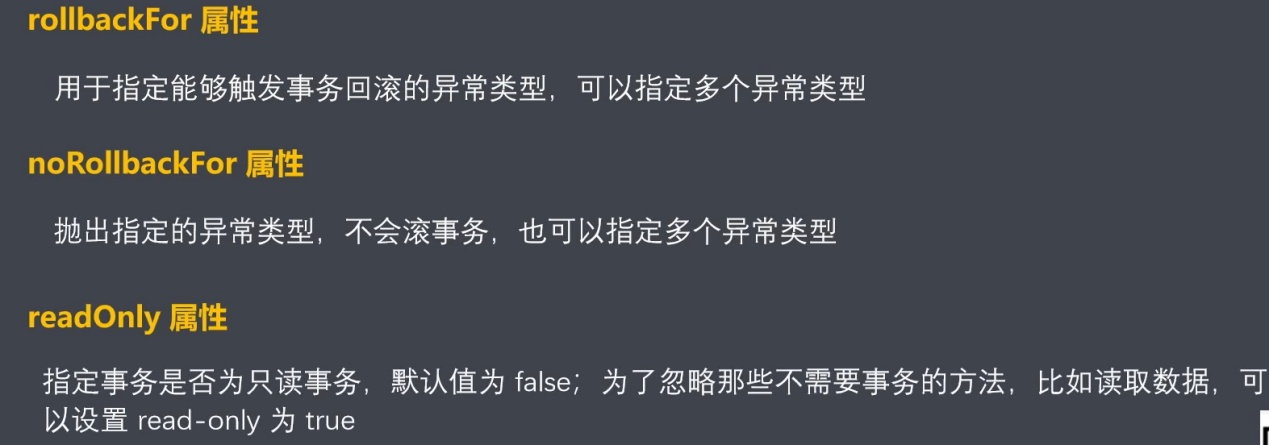 rollbackFor 属性
用于指定能够触发事务回滚的异常类型，可以指定多个异常类型
noRollbackFor 属性
抛出指定的异常类型，不会滚事务，也可以指定多个异常类型
readOnly 属性
指定事务是否为只读事务，默认值为 false；为了忽略那些不需要事务的方法，比如读取数据，可
以设置 read-only 为 true